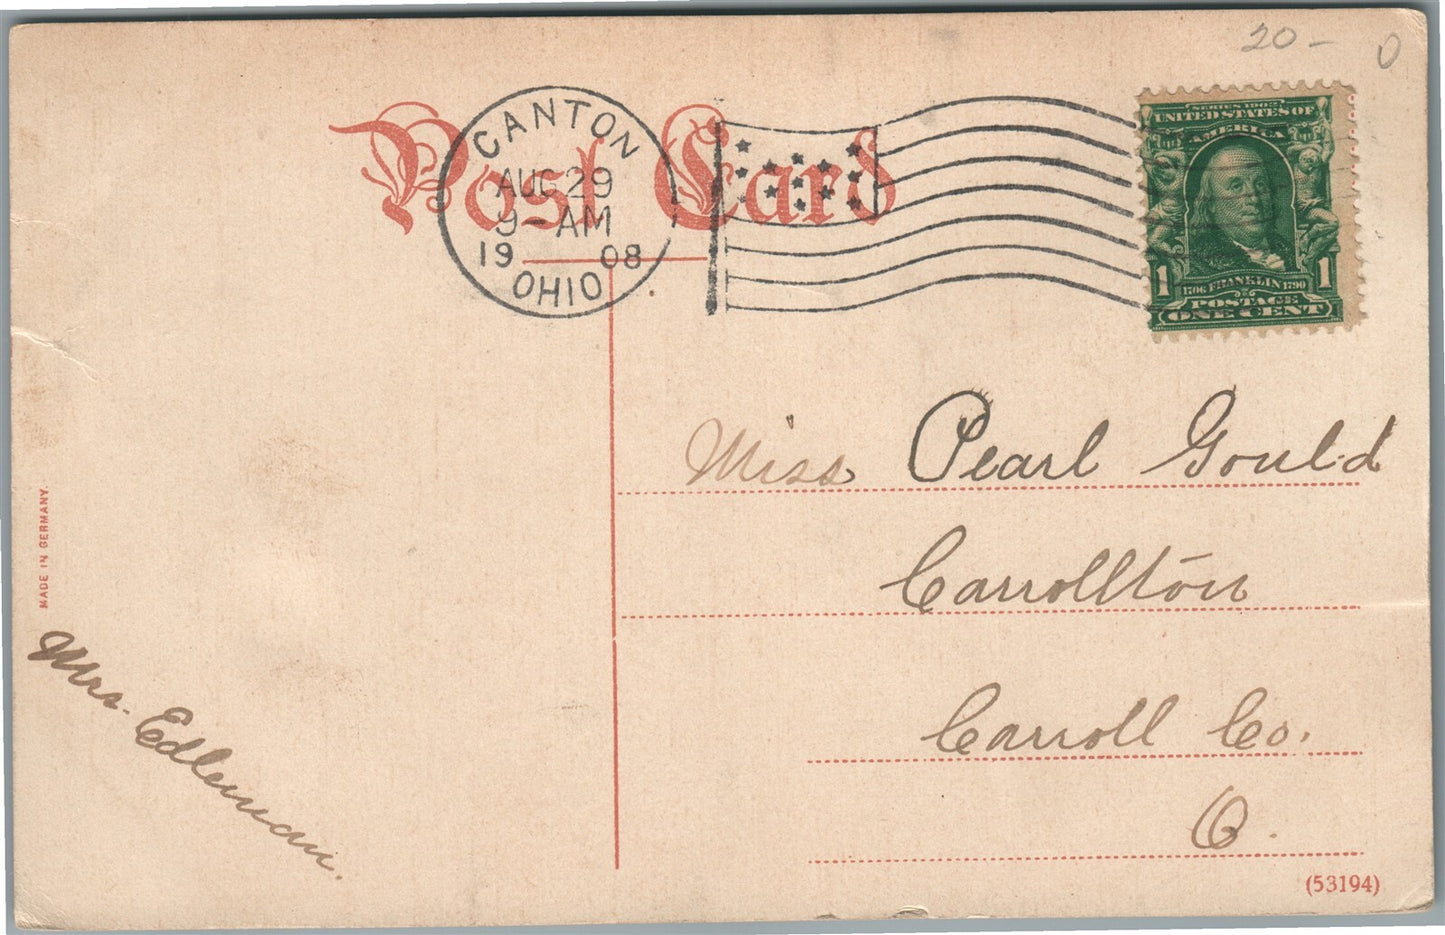 20 - 0
Post Card
CANTON
AUG 29
9 - AM
19 08
OHIO
SERIES 1902
UNITED STATES OF
AMERICA
1 1706 FRANKLIN 1790 1
POSTAGE
ONE CENT
Miss Pearl Gould
Carrollton
Carroll Co.
O.
MADE IN GERMANY.
Mrs. Edleman.
(53194)